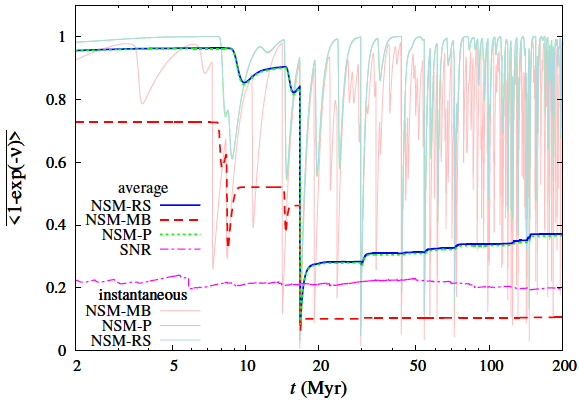 <1-exp(-ν)>
1
0.8
0.6
0.4
0.2
0
average
NSM-RS
NSM-MB
NSM-P
SNR
instantaneous
NSM-MB
NSM-P
NSM-RS
2 5 10 20 50 100 200
t (Myr)